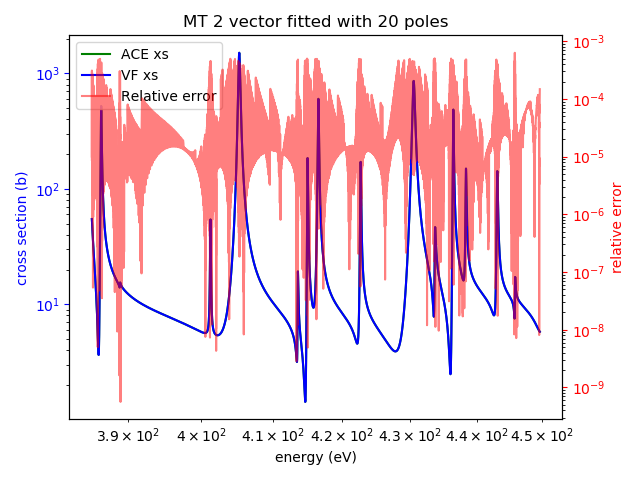 MT 2 vector fitted with 20 poles
ACE xs
VF xs
Relative error
10³
10²
10¹
cross section (b)
10⁻³
10⁻⁴
10⁻⁵
10⁻⁶
10⁻⁷
10⁻⁸
10⁻⁹
relative error
3.9 × 10² 4 × 10² 4.1 × 10² 4.2 × 10² 4.3 × 10² 4.4 × 10² 4.5 × 10²
energy (eV)